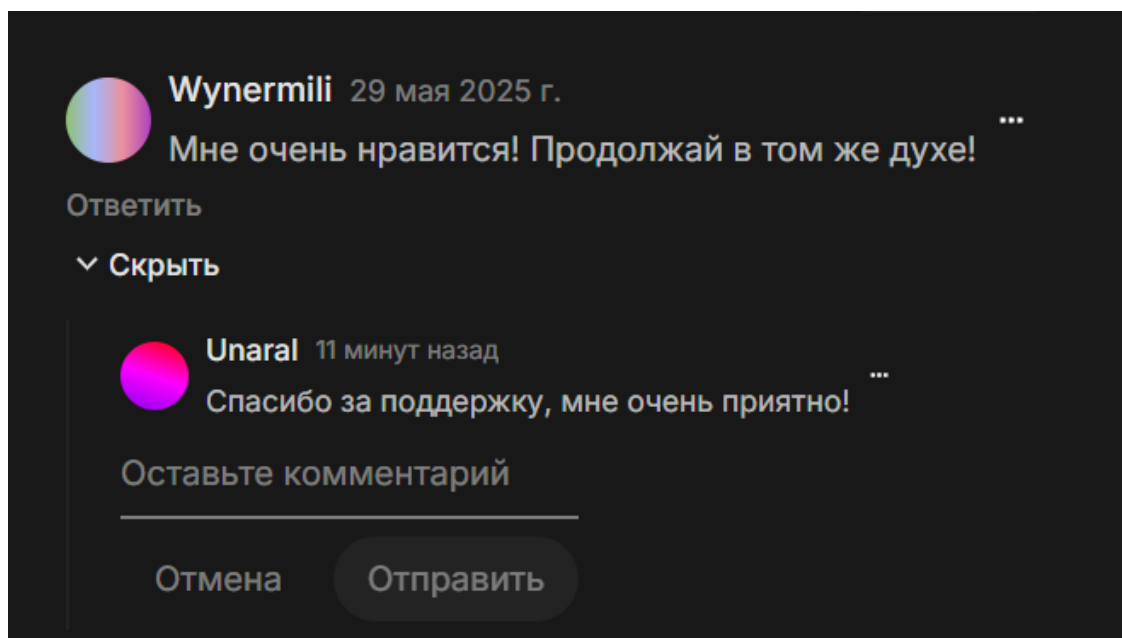 Wynermili 29 мая 2025 г.
Мне очень нравится! Продолжай в том же духе!
Ответить
Скрыть
Unaral 11 минут назад
Спасибо за поддержку, мне очень приятно!
Оставьте комментарий
Отмена Отправить